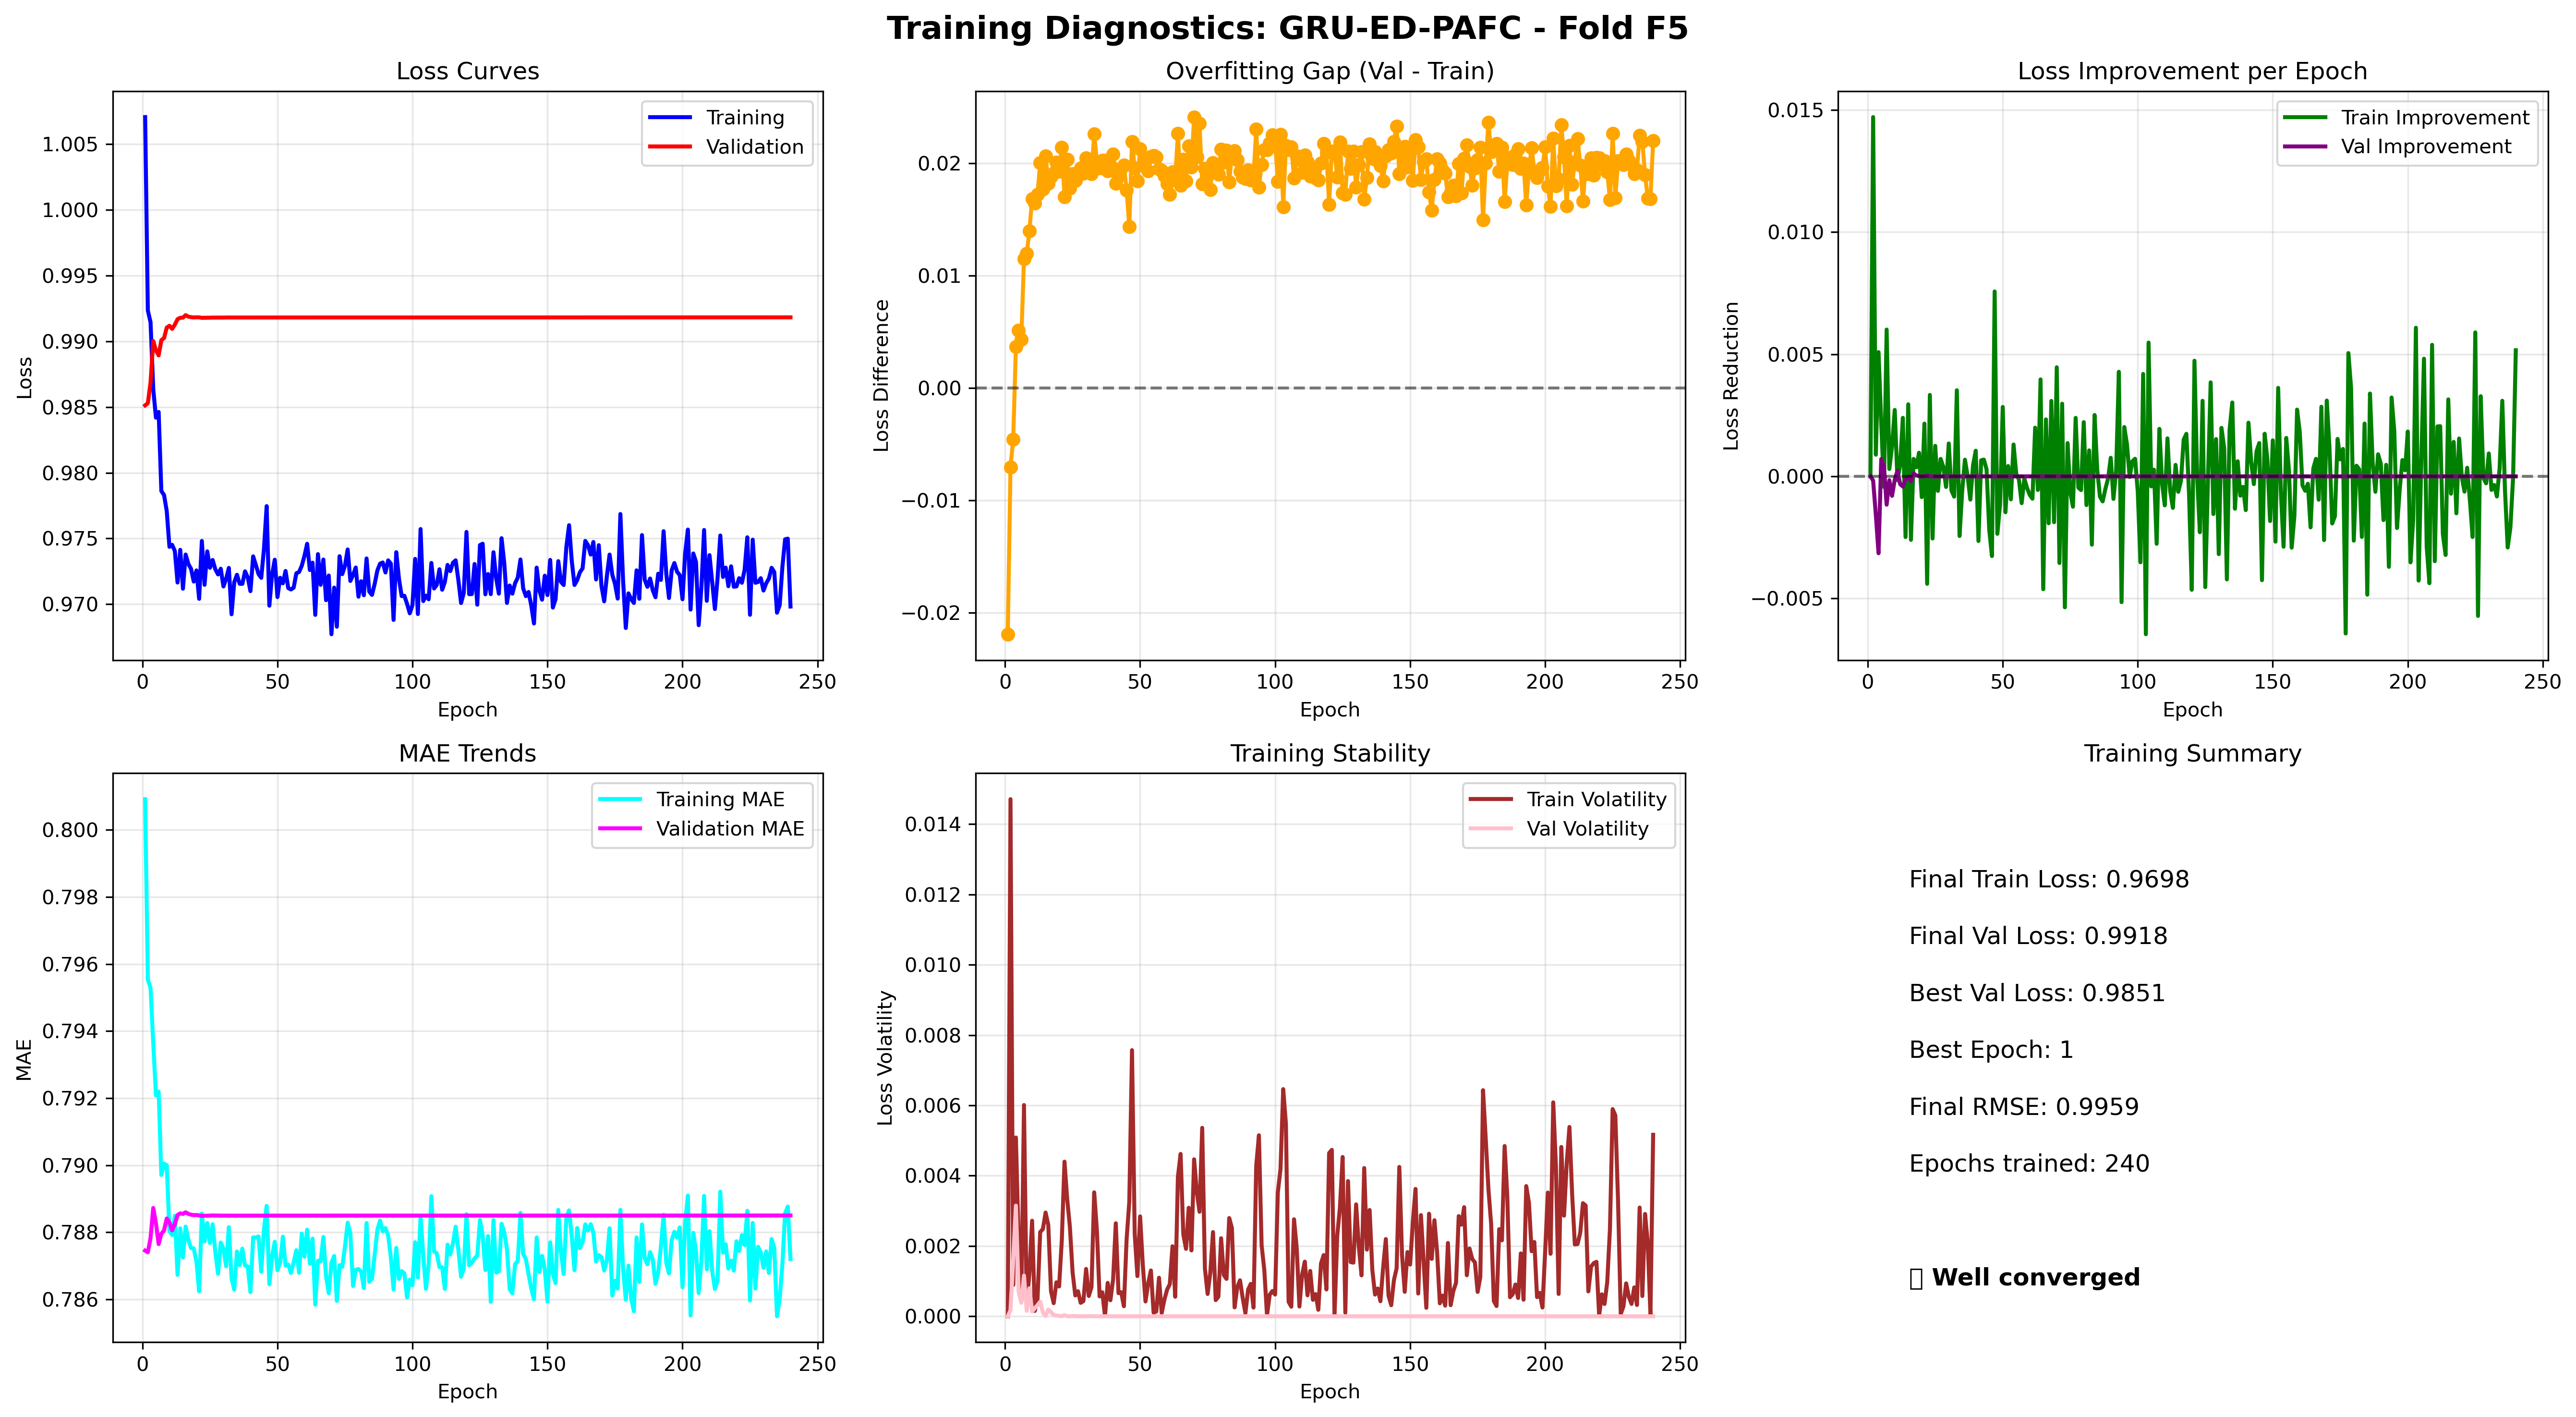 Training Diagnostics: GRU-ED-PAFC - Fold F5
Loss Curves
Training
Validation
1.005
1.000
0.995
0.990
0.985
0.980
0.975
0.970
Loss
0 50 100 150 200 250
Epoch
Overfitting Gap (Val - Train)
0.02
0.01
0.00
−0.01
−0.02
Loss Difference
0 50 100 150 200 250
Epoch
Loss Improvement per Epoch
Train Improvement
Val Improvement
0.015
0.010
0.005
0.000
−0.005
Loss Reduction
0 50 100 150 200 250
Epoch
MAE Trends
Training MAE
Validation MAE
0.800
0.798
0.796
0.794
0.792
0.790
0.788
0.786
MAE
0 50 100 150 200 250
Epoch
Training Stability
Train Volatility
Val Volatility
0.014
0.012
0.010
0.008
0.006
0.004
0.002
0.000
Loss Volatility
0 50 100 150 200 250
Epoch
Training Summary
Final Train Loss: 0.9698
Final Val Loss: 0.9918
Best Val Loss: 0.9851
Best Epoch: 1
Final RMSE: 0.9959
Epochs trained: 240
Well converged